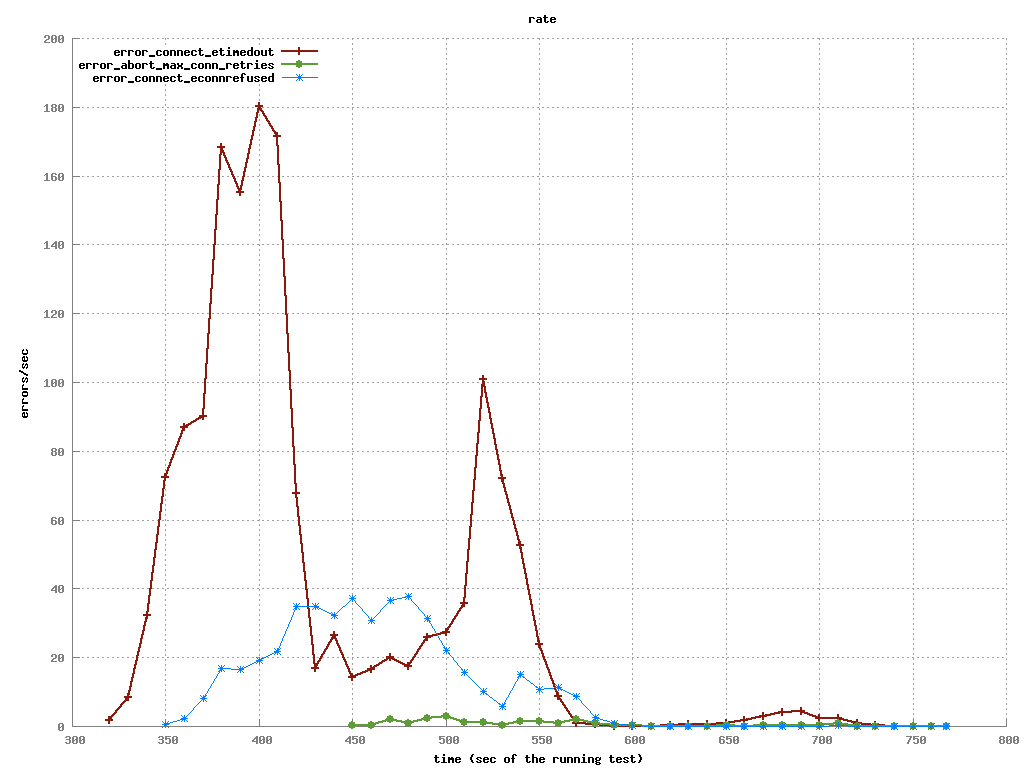 rate
200
error_connect_etimedout
error_abort_max_conn_retries
error_connect_econnrefused
180
160
140
120
100
errors/sec
80
60
40
20
0
300 350 400 450 500 550 600 650 700 750 800
time (sec of the running test)